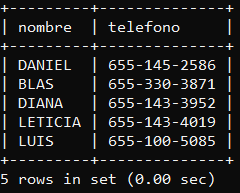 +---------+--------------+
| nombre  | telefono     |
+---------+--------------+
| DANIEL  | 655-145-2586 |
| BLAS    | 655-330-3871 |
| DIANA   | 655-143-3952 |
| LETICIA | 655-143-4019 |
| LUIS    | 655-100-5085 |
+---------+--------------+
5 rows in set (0.00 sec)